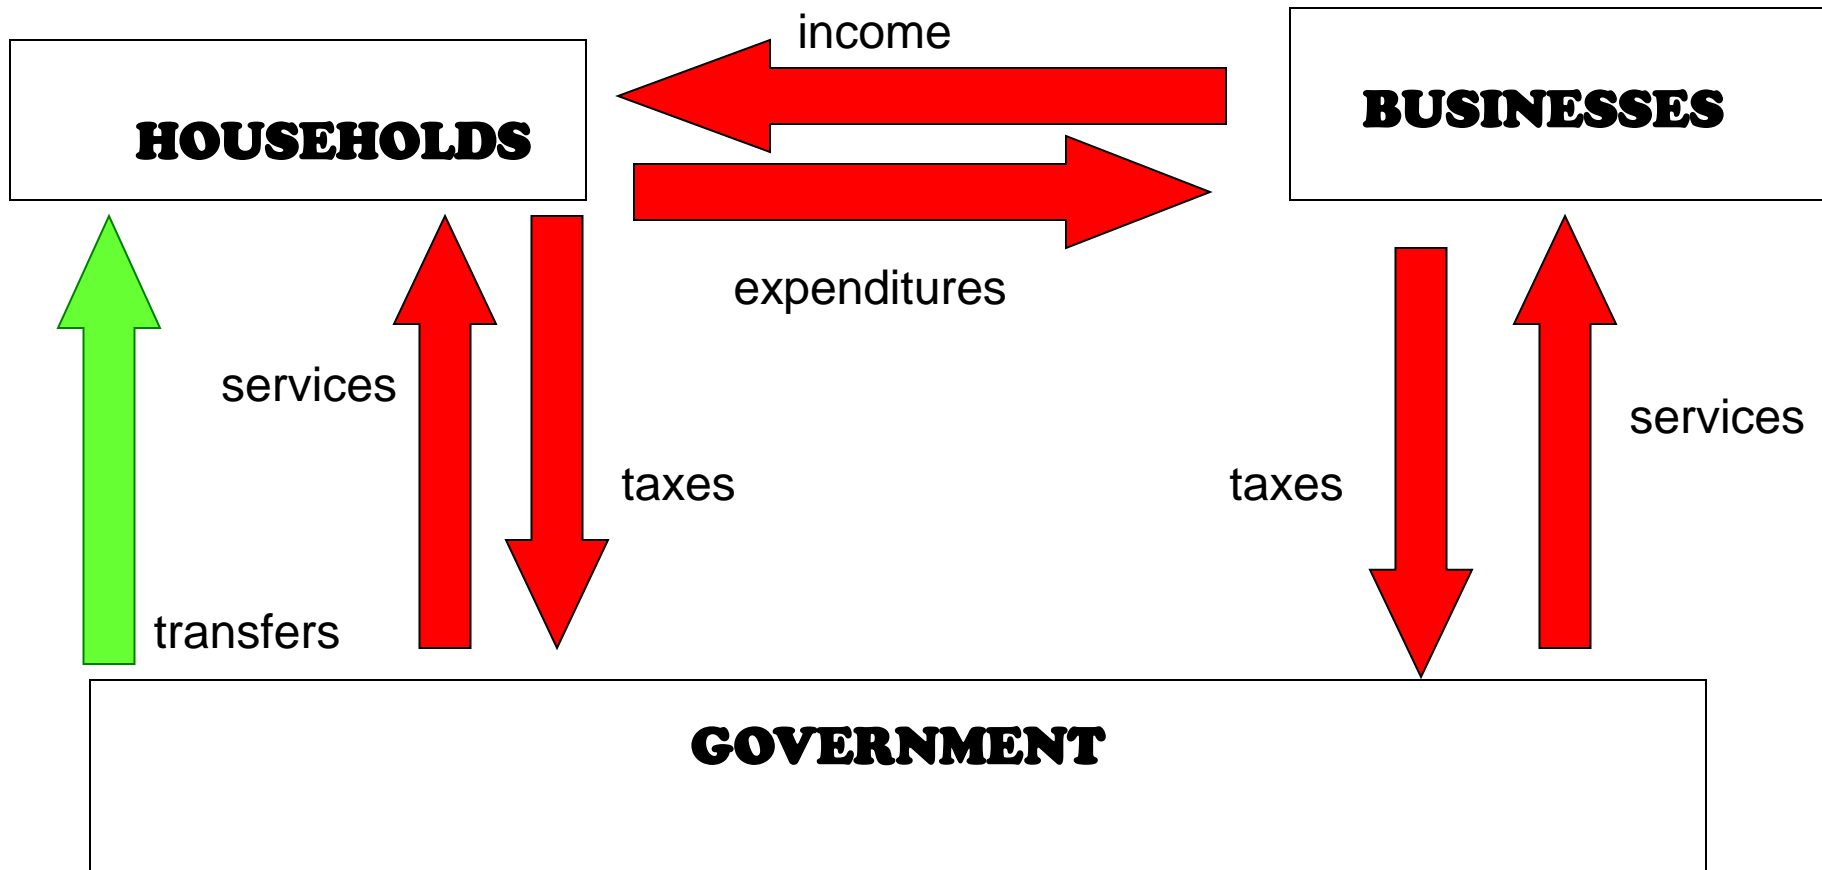 income
BUSINESSES
HOUSEHOLDS
expenditures
services
services
taxes
taxes
transfers
GOVERNMENT